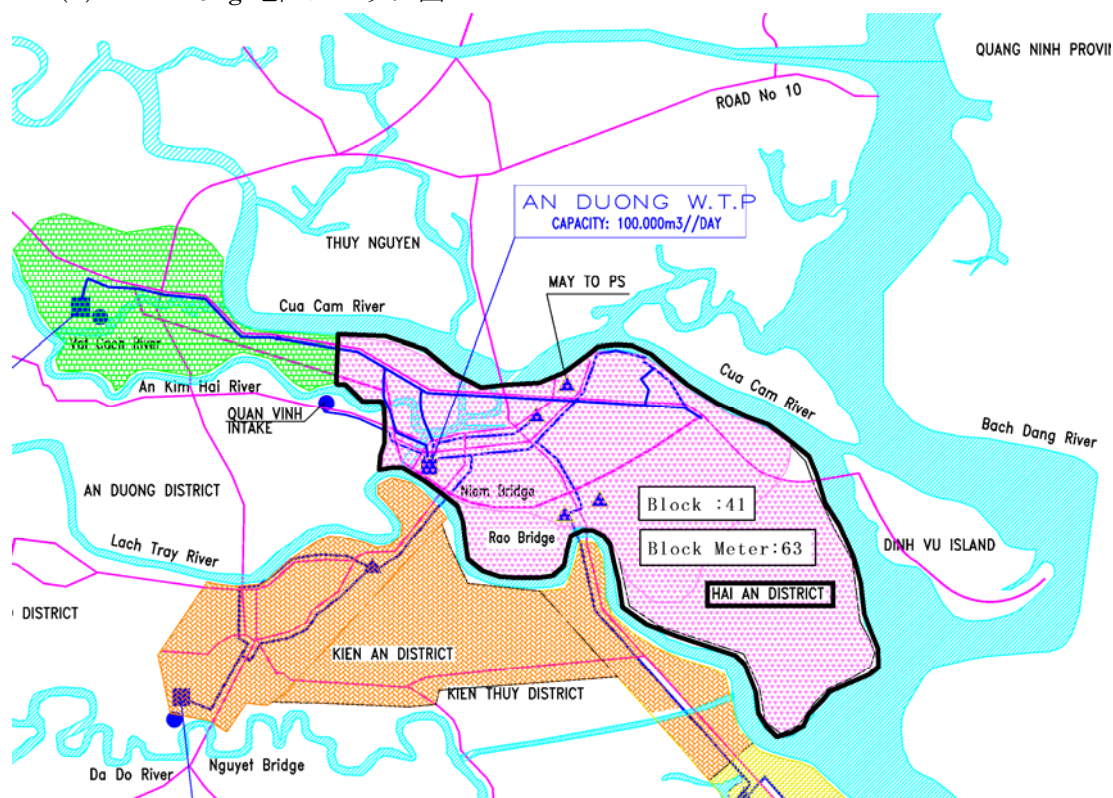 QUANG NINH PROVIN
ROAD No 10
AN DUONG W.T.P
CAPACITY: 100.000m3//DAY
THUY NGUYEN
MAY TO PS
Cua Cam River
Vat Cach River
An Kim Hai River
Cua Cam River
QUAN VINH
INTAKE
Bach Dang River
AN DUONG DISTRICT
Niem Bridge
Block :41
Lach Tray River
Rao Bridge
Block Meter:63
DINH VU ISLAND
HAI AN DISTRICT
DISTRICT
KIEN AN DISTRICT
KIEN THUY DISTRICT
Nguyet Bridge
Da Do River